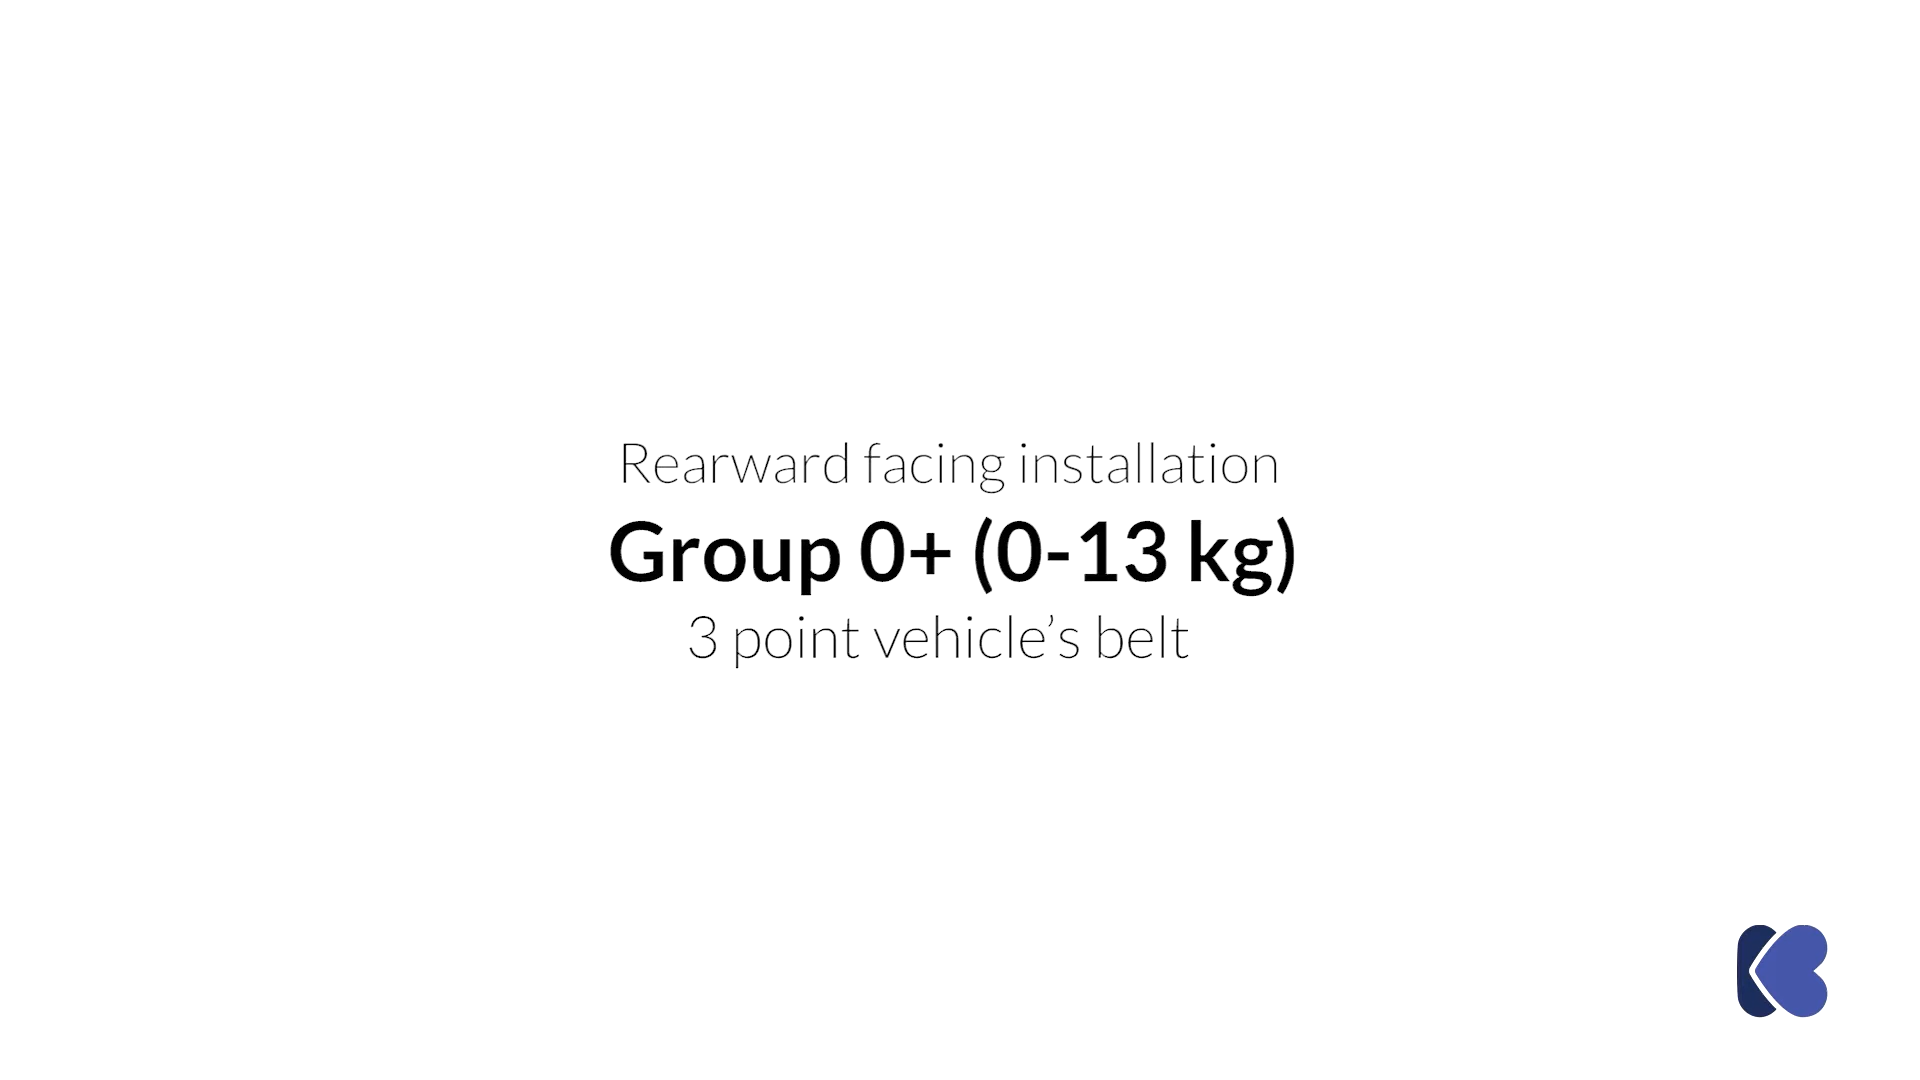 Rearward facing installation
Group 0+ (0-13 kg)
3 point vehicle’s belt